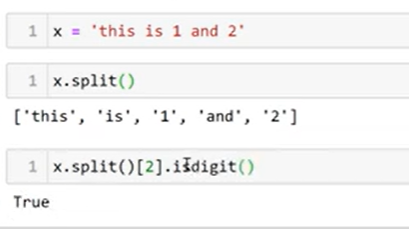 1 x = 'this is 1 and 2'
1 x.split()
['this', 'is', '1', 'and', '2']
1 x.split()[2].isdigit()
True